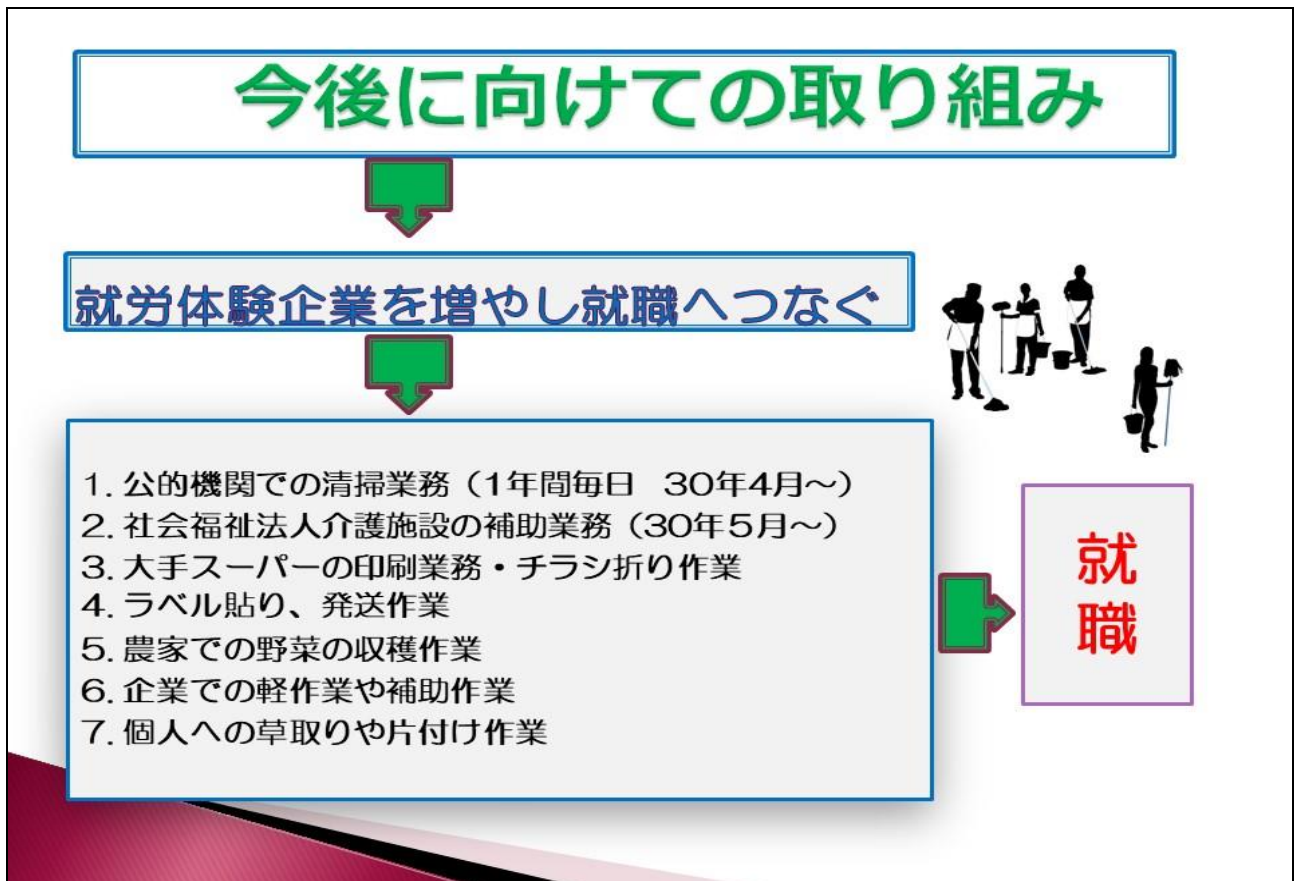 今後に向けての取り組み
就労体験企業を増やし就職へつなぐ
1. 公的機関での清掃業務(1年間毎日 30年4月~)
2. 社会福祉法人介護施設の補助業務(30年5月~)
3. 大手スーパーの印刷業務・チラシ折り作業
4. ラベル貼り、発送作業
5. 農家での野菜の収穫作業
6. 企業での軽作業や補助作業
7. 個人への草取りや片付け作業
就職